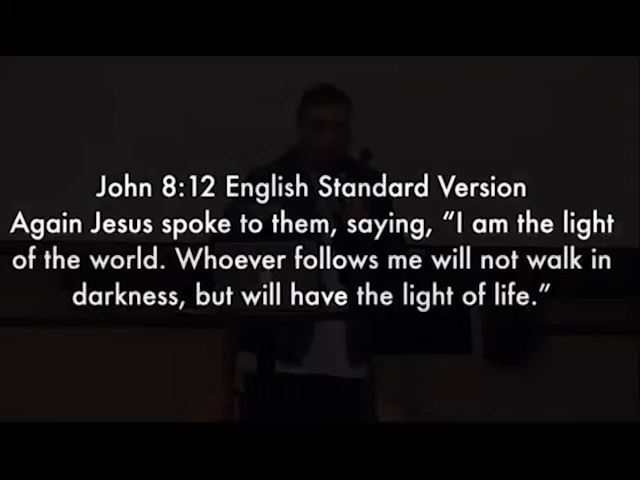 John 8:12 English Standard Version
Again Jesus spoke to them, saying, “I am the light
of the world. Whoever follows me will not walk in
darkness, but will have the light of life.”